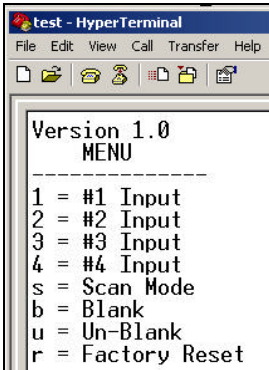 test - HyperTerminal
File Edit View Call Transfer Help
Version 1.0
MENU
---------------
1 = #1 Input
2 = #2 Input
3 = #3 Input
4 = #4 Input
s = Scan Mode
b = Blank
u = Un-Blank
r = Factory Reset